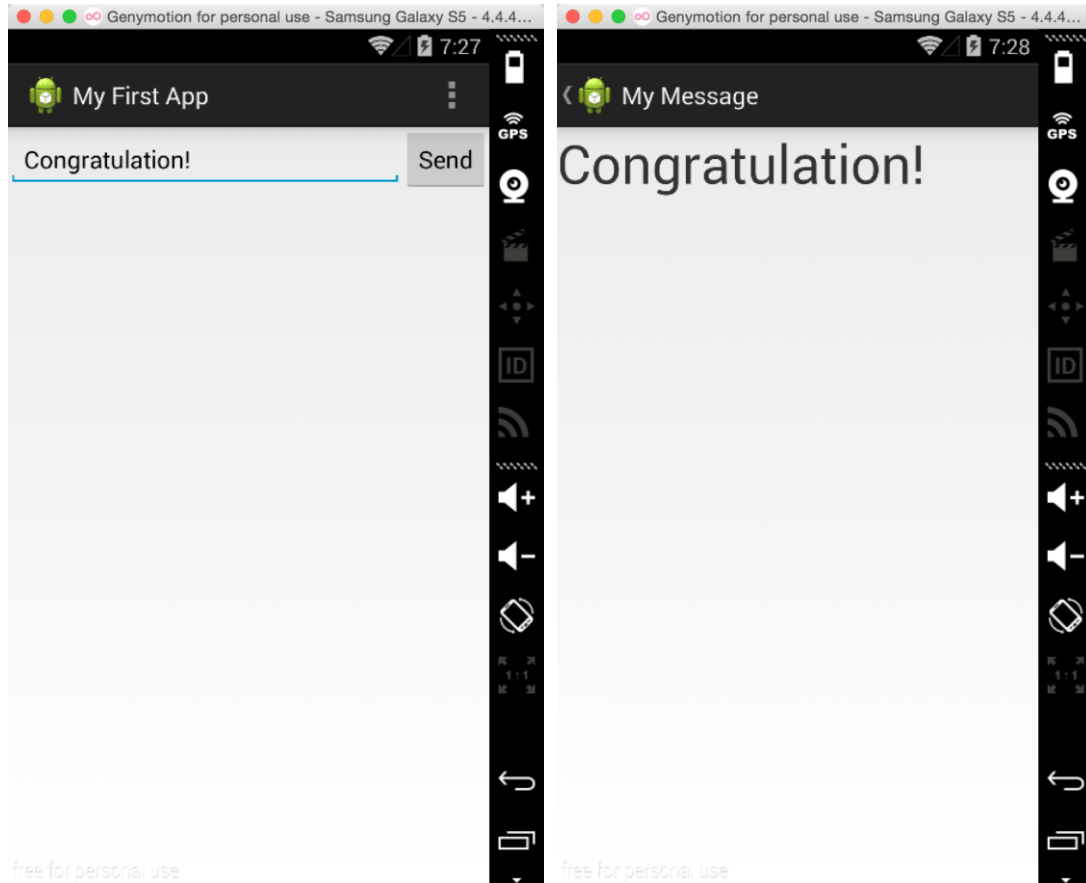 Genymotion for personal use - Samsung Galaxy S5 - 4.4.4...
7:27
My First App
GPS
Congratulation!
Send
ID
1:1
free for personal use
Genymotion for personal use - Samsung Galaxy S5 - 4.4.4...
7:28
My Message
GPS
Congratulation!
ID
1:1
free for personal use